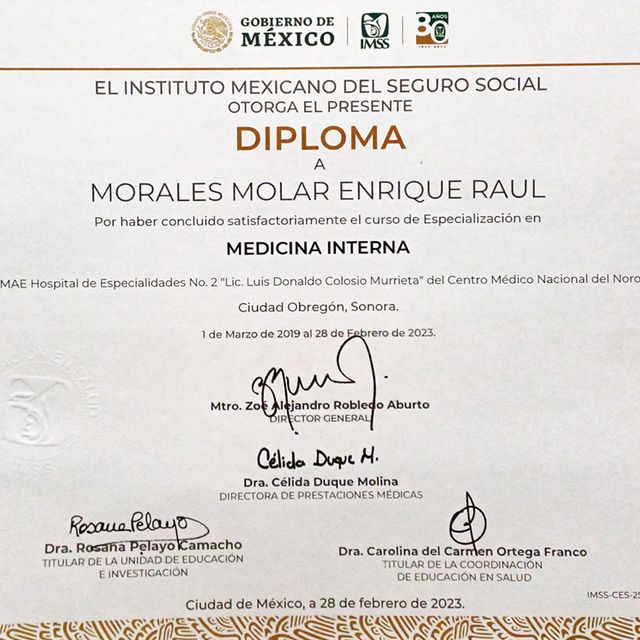 GOBIERNO DE
MÉXICO
IMSS
80 AÑOS
EL INSTITUTO MEXICANO DEL SEGURO SOCIAL
OTORGA EL PRESENTE
DIPLOMA
A
MORALES MOLAR ENRIQUE RAUL
Por haber concluido satisfactoriamente el curso de Especialización en
MEDICINA INTERNA
MAE Hospital de Especialidades No. 2 "Lic. Luis Donaldo Colosio Murrieta" del Centro Médico Nacional del Noro
Ciudad Obregón, Sonora.
1 de Marzo de 2019 al 28 de Febrero de 2023.
Mtro. Zoé Alejandro Robledo Aburto
DIRECTOR GENERAL
Célida Duque M.
Dra. Célida Duque Molina
DIRECTORA DE PRESTACIONES MÉDICAS
Rosana Pelayo
Dra. Rosana Pelayo Camacho
TITULAR DE LA UNIDAD DE EDUCACIÓN
E INVESTIGACIÓN
Dra. Carolina del Carmen Ortega Franco
TITULAR DE LA COORDINACIÓN
DE EDUCACIÓN EN SALUD
IMSS-CES-25
Ciudad de México, a 28 de febrero de 2023.